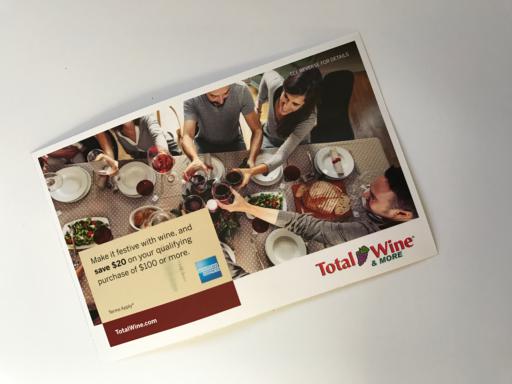 SEE REVERSE FOR DETAILS
Make it festive with wine, and
save $20 on your qualifying
purchase of $100 or more.
Terms Apply*
TotalWine.com
Total Wine®
& MORE